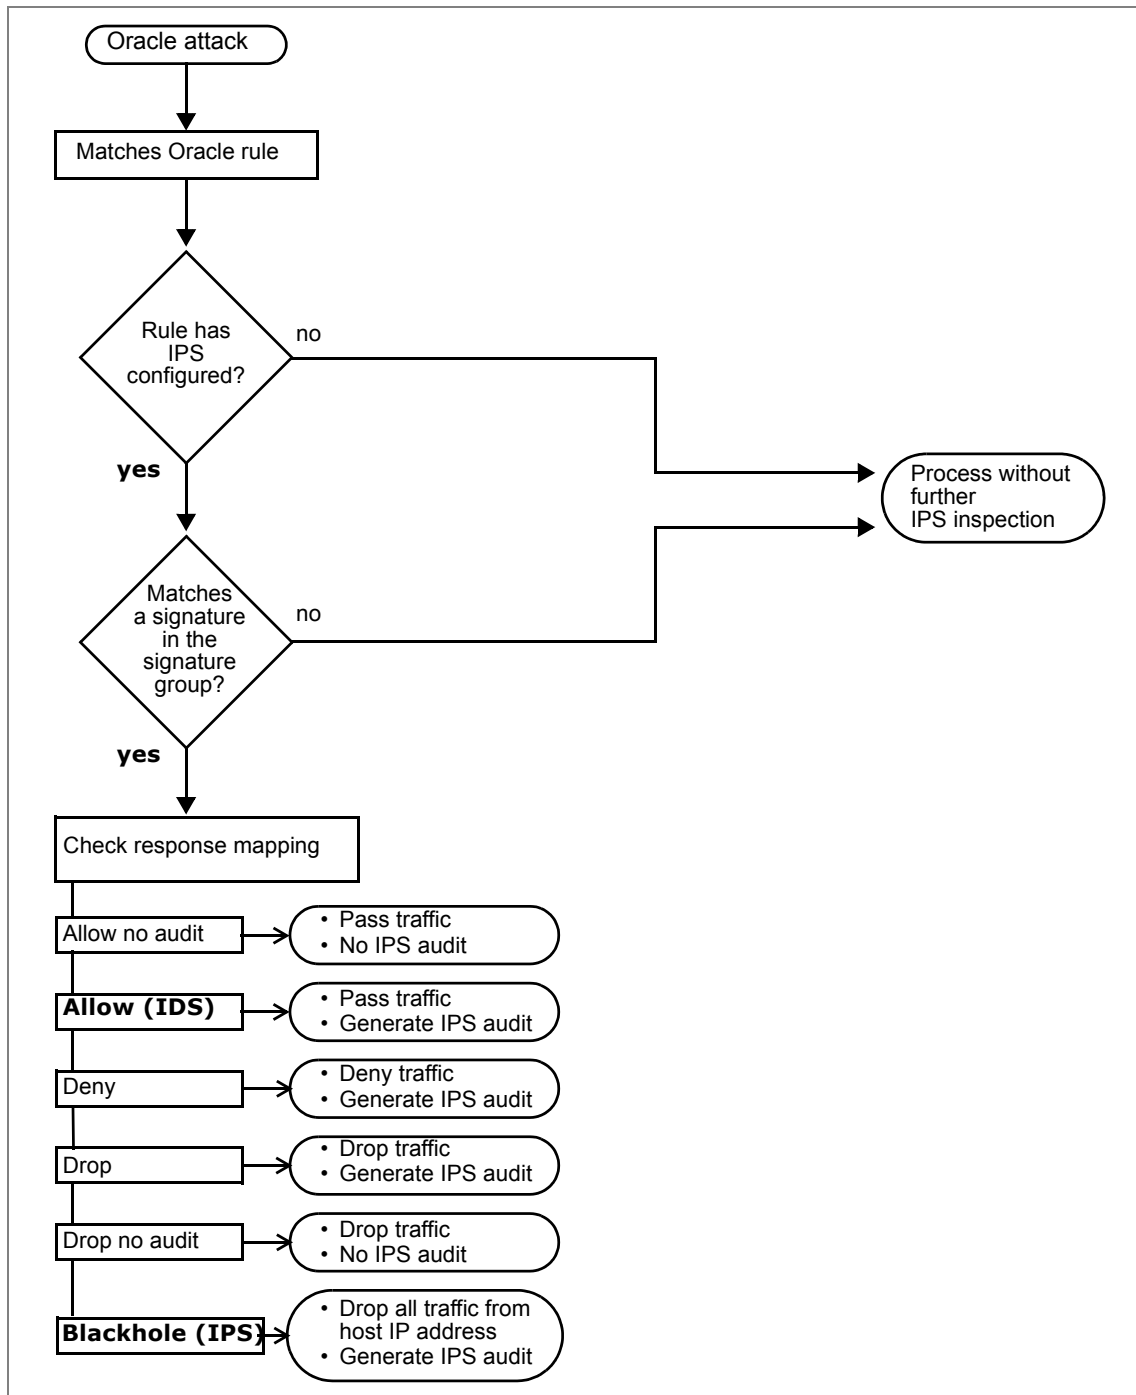 Oracle attack
Matches Oracle rule
Rule has
IPS
configured?
no
yes
Process without
further
IPS inspection
Matches
a signature
in the
signature
group?
no
yes
Check response mapping
Allow no audit
• Pass traffic
• No IPS audit
Allow (IDS)
• Pass traffic
• Generate IPS audit
Deny
• Deny traffic
• Generate IPS audit
Drop
• Drop traffic
• Generate IPS audit
Drop no audit
• Drop traffic
• No IPS audit
Blackhole (IPS)
• Drop all traffic from
host IP address
• Generate IPS audit